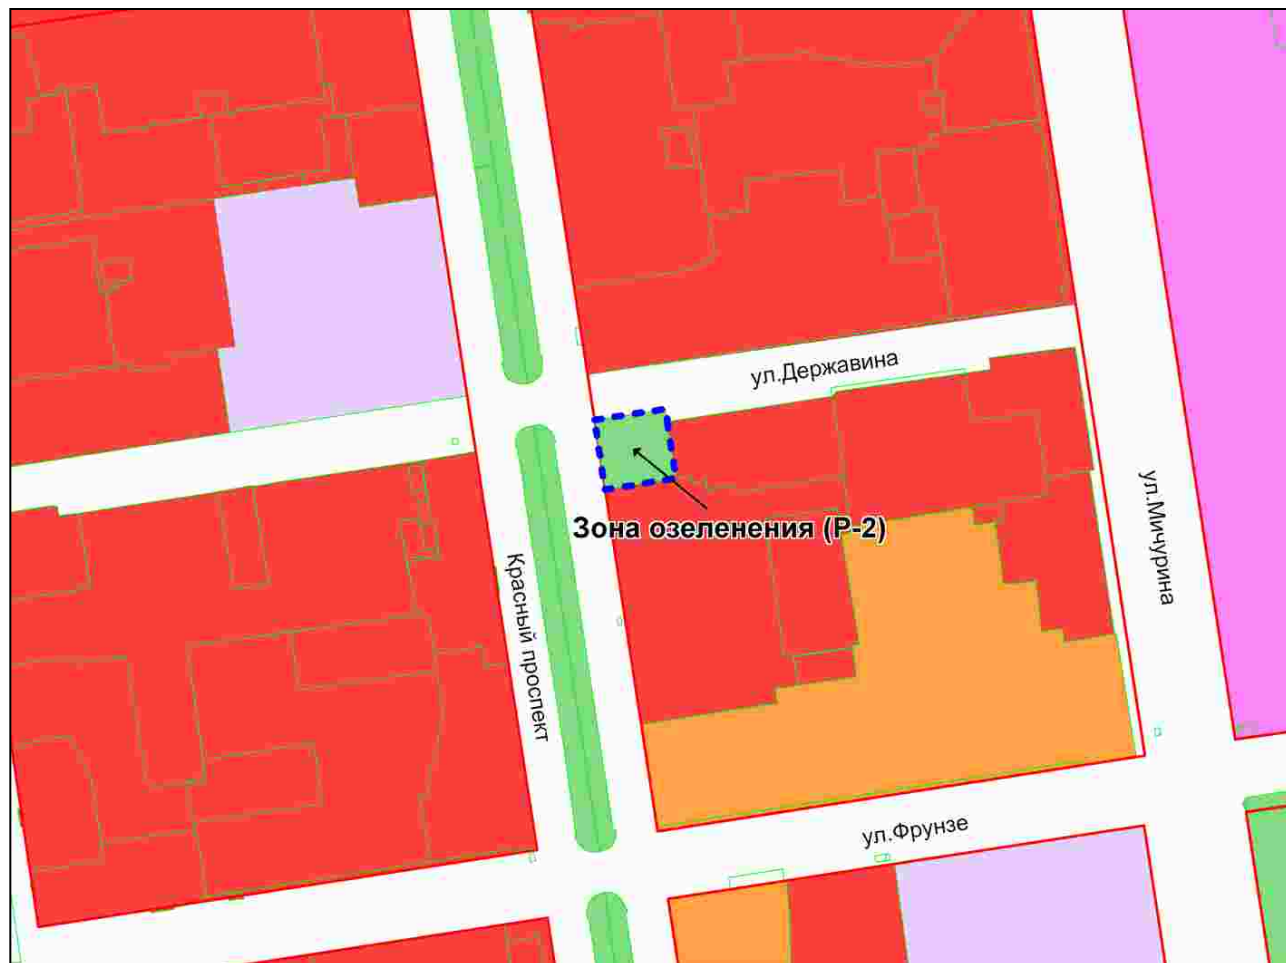 ул.Державина
Зона озеленения (Р-2)
ул.Мичурина
Красный проспект
ул.Фрунзе